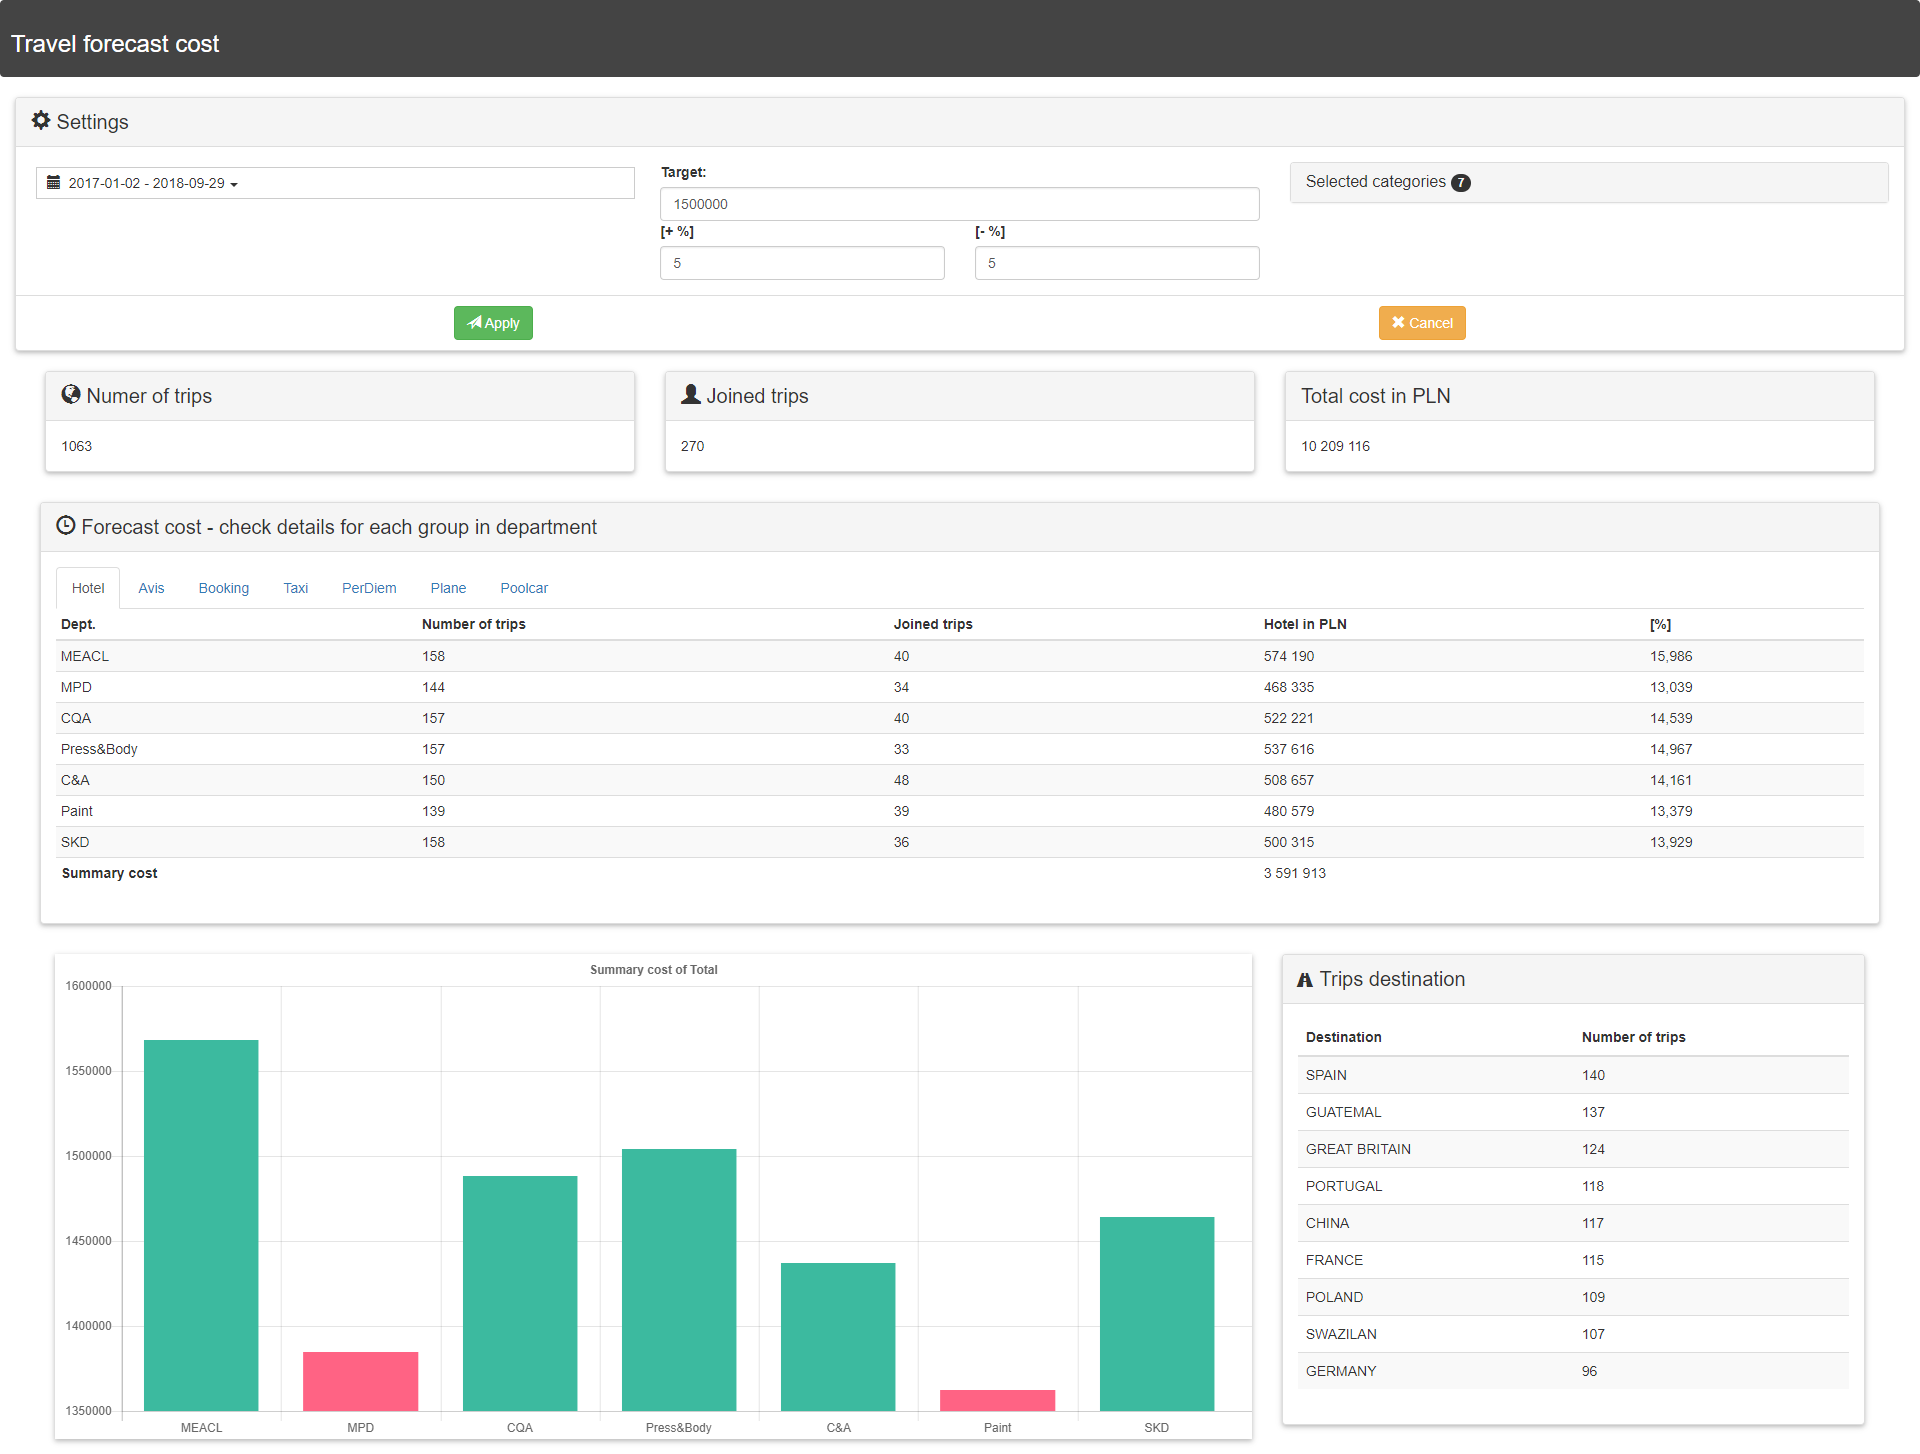 Travel forecast cost
Settings
2017-01-02 - 2018-09-29
Target:
1500000
[+ %] [- %]
5 5
Selected categories 7
Apply Cancel
Numer of trips
1063
Joined trips
270
Total cost in PLN
10 209 116
Forecast cost - check details for each group in department
Hotel Avis Booking Taxi PerDiem Plane Poolcar
Dept. Number of trips Joined trips Hotel in PLN [%]
MEACL 158 40 574 190 15,986
MPD 144 34 468 335 13,039
CQA 157 40 522 221 14,539
Press&Body 157 33 537 616 14,967
C&A 150 48 508 657 14,161
Paint 139 39 480 579 13,379
SKD 158 36 500 315 13,929
Summary cost 3 591 913
Summary cost of Total
1600000
1550000
1500000
1450000
1400000
1350000
MEACL MPD CQA Press&Body C&A Paint SKD
Trips destination
Destination Number of trips
SPAIN 140
GUATEMAL 137
GREAT BRITAIN 124
PORTUGAL 118
CHINA 117
FRANCE 115
POLAND 109
SWAZILAN 107
GERMANY 96